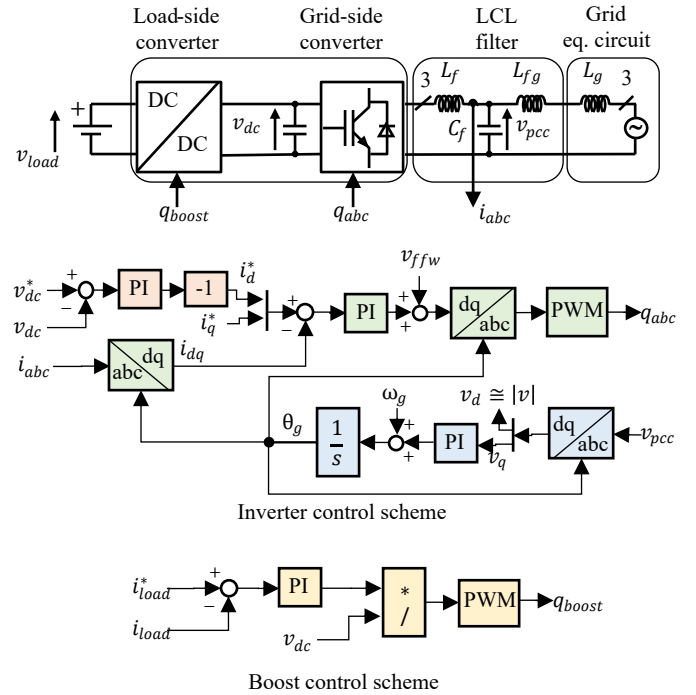 Load-side converter
Grid-side converter
LCL filter
Grid eq. circuit
L_f
L_fg
L_g
3
3
DC
DC
+
v_load
v_dc
C_f
v_pcc
~
q_boost
q_abc
i_abc
v*_dc
+
−
v_dc
PI
-1
i*_d
i*_q
+
−
PI
v_ffw
+
+
dq
abc
PWM
q_abc
i_abc
abc
dq
i_dq
θ_g
1
s
ω_g
+
+
PI
v_d ≅ |v|
v_q
dq
abc
v_pcc
Inverter control scheme
i*_load
+
−
i_load
PI
v_dc
*
/
PWM
q_boost
Boost control scheme